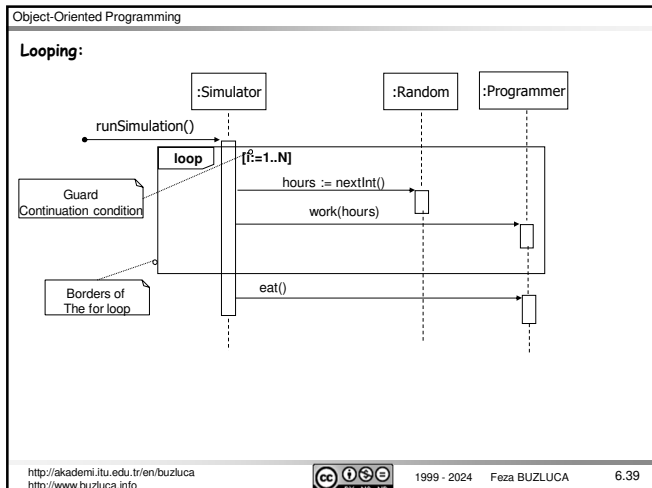 Object-Oriented Programming
Looping:
:Simulator
:Random
:Programmer
runSimulation()
loop
[i:=1..N]
Guard
Continuation condition
hours := nextInt()
work(hours)
Borders of
The for loop
eat()
http://akademi.itu.edu.tr/en/buzluca
http://www.buzluca.info
cc
1999 - 2024 Feza BUZLUCA
6.39